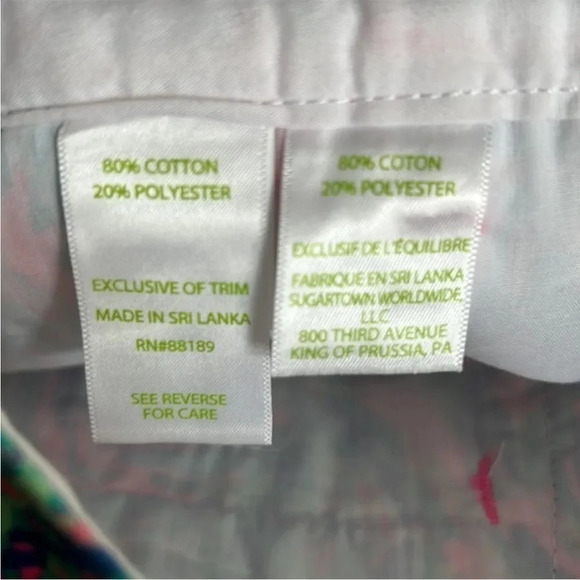 80% COTTON
20% POLYESTER
EXCLUSIVE OF TRIM
MADE IN SRI LANKA
RN#88189
SEE REVERSE
FOR CARE
80% COTON
20% POLYESTER
EXCLUSIF DE L'ÉQUILIBRE
FABRIQUE EN SRI LANKA
SUGARTOWN WORLDWIDE,
LLC
800 THIRD AVENUE
KING OF PRUSSIA, PA